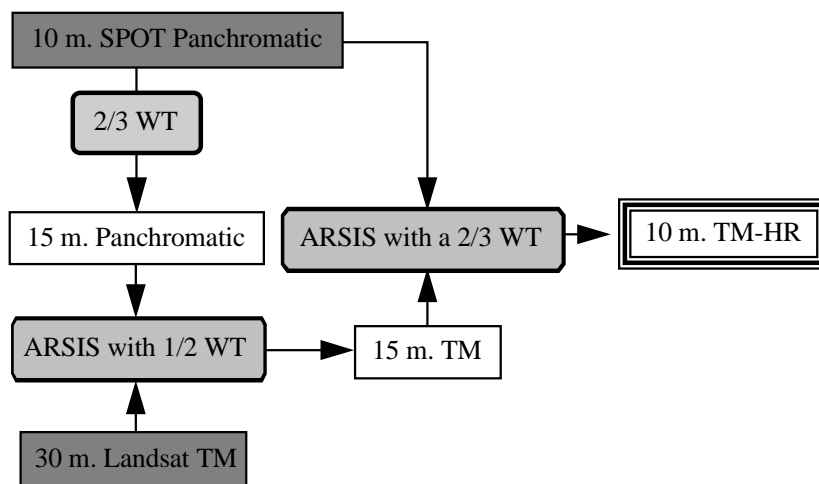 10 m. SPOT Panchromatic
2/3 WT
15 m. Panchromatic
ARSIS with a 2/3 WT
10 m. TM-HR
ARSIS with 1/2 WT
15 m. TM
30 m. Landsat TM